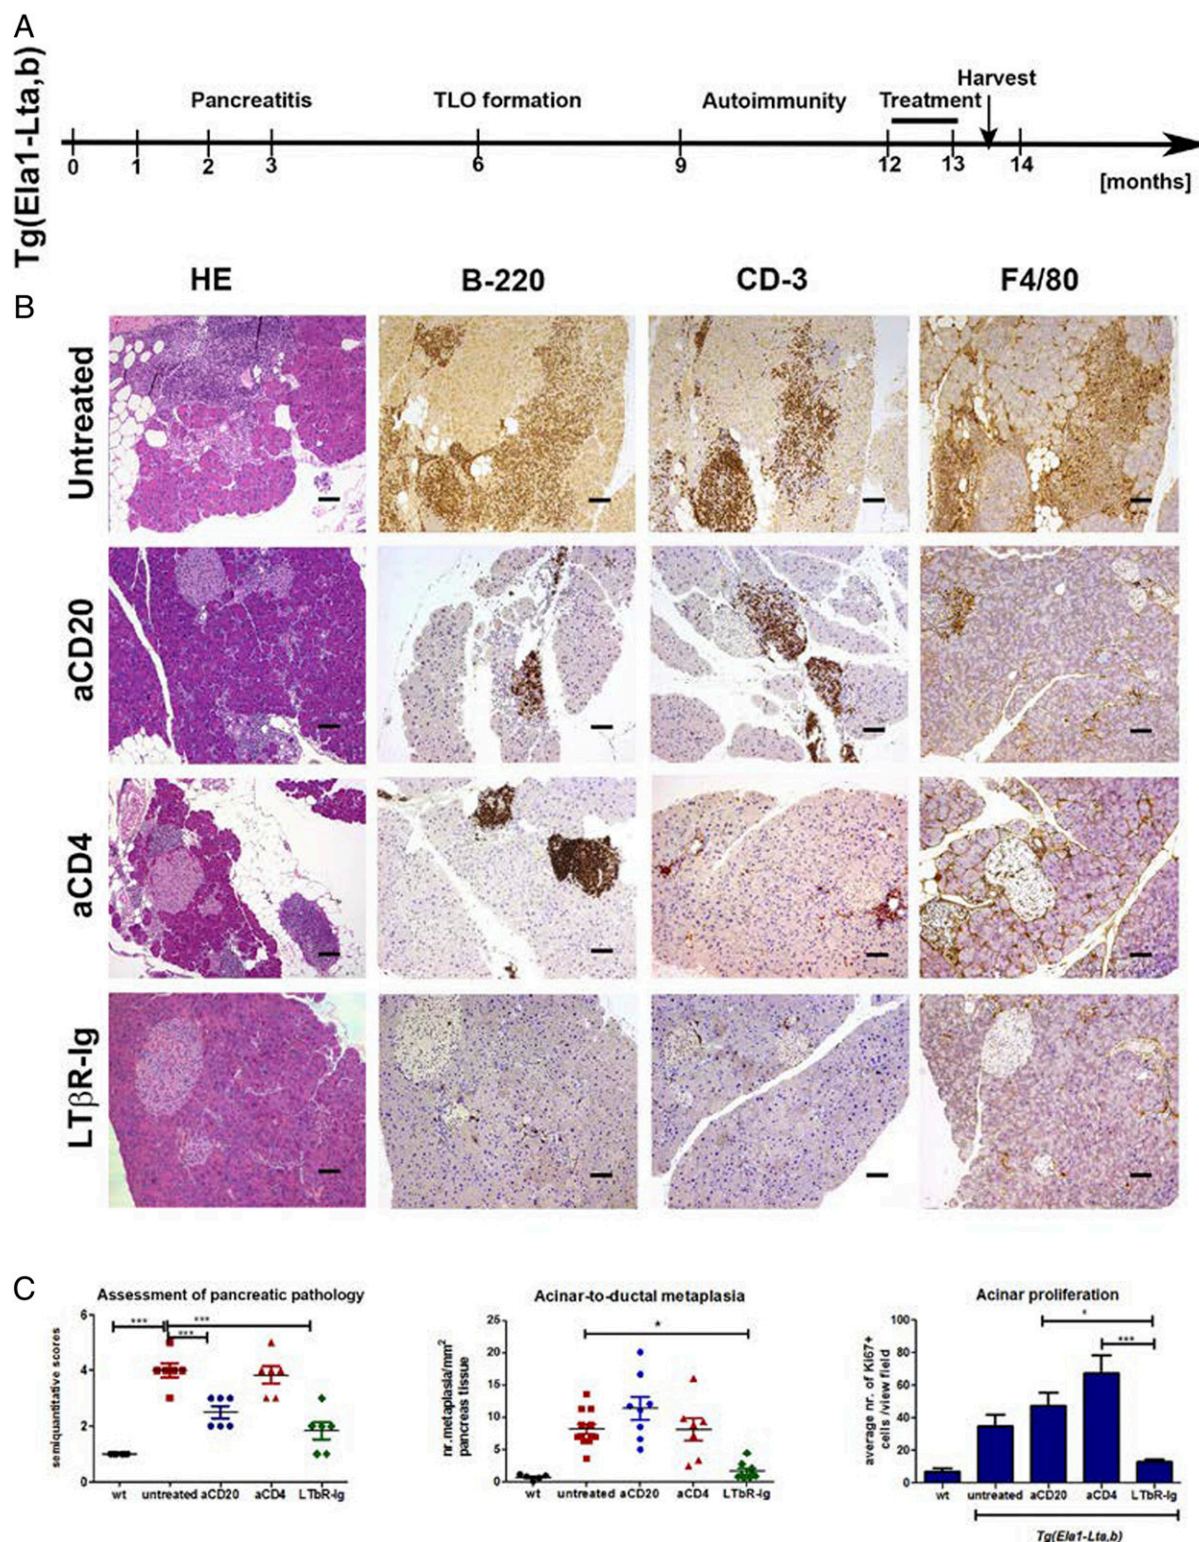 A
Tg(Ela1-Lta,b)
Pancreatitis
TLO formation
Autoimmunity
Treatment
Harvest
0 1 2 3 6 9 12 13 14
[months]
B
HE B-220 CD-3 F4/80
Untreated
aCD20
aCD4
LTβR-Ig
C
Assessment of pancreatic pathology
semiquantitative scores
6
4
2
0
***
***
***
wt untreated aCD20 aCD4 LTbR-Ig
Acinar-to-ductal metaplasia
nr.metaplasia/mm2
pancreas tissue
25
20
15
10
5
0
*
wt untreated aCD20 aCD4 LTBR-Ig
Acinar proliferation
average nr. of Ki67+
cells /view field
100
80
60
40
20
0
*
***
wt untreated aCD20 aCD4 LTBR-Ig
Tg(Ela1-Lta,b)